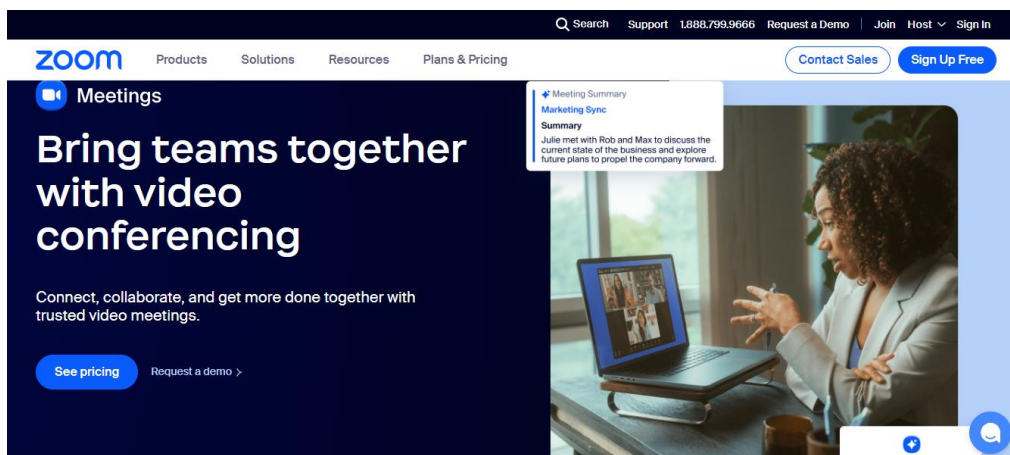 Search Support 1.888.799.9666 Request a Demo Join Host Sign In
zoom Products Solutions Resources Plans & Pricing Contact Sales Sign Up Free
Meetings
Bring teams together
with video
conferencing
Connect, collaborate, and get more done together with
trusted video meetings.
See pricing Request a demo
Meeting Summary
Marketing Sync
Summary
Julie met with Rob and Max to discuss the
current state of the business and explore
future plans to propel the company forward.